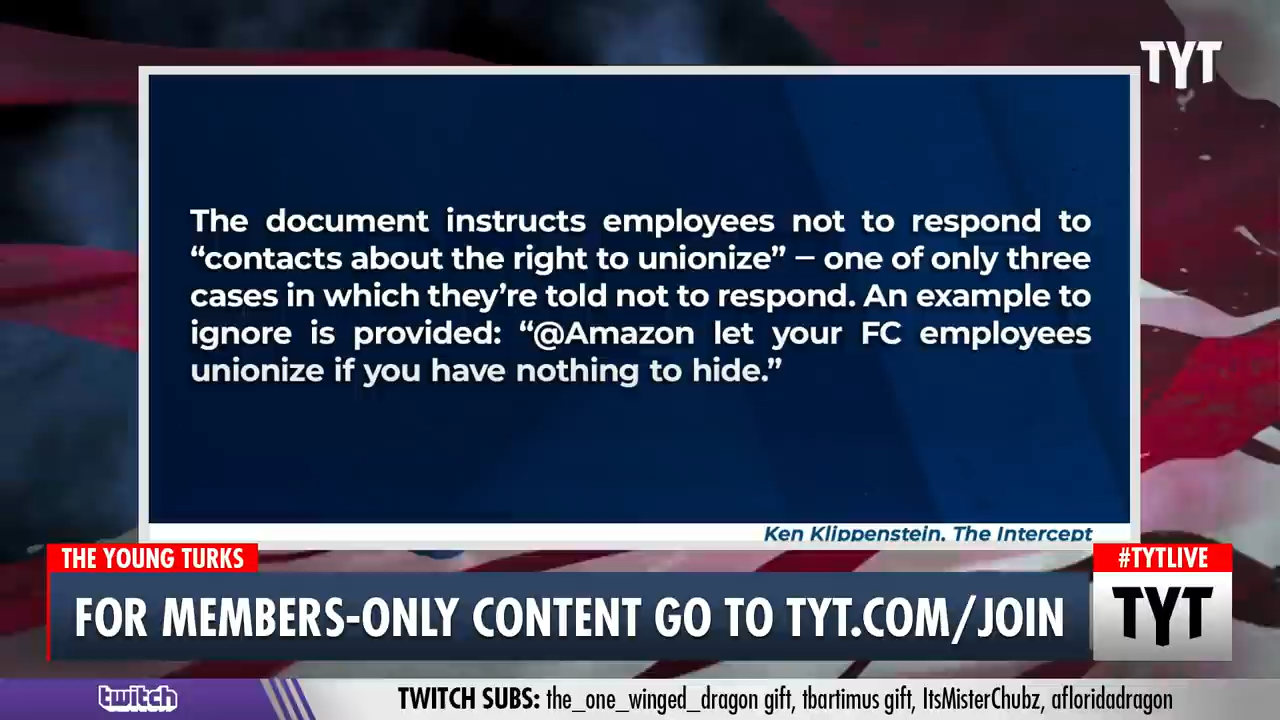 TYT
The document instructs employees not to respond to
“contacts about the right to unionize” – one of only three
cases in which they’re told not to respond. An example to
ignore is provided: “@Amazon let your FC employees
unionize if you have nothing to hide.”
Ken Klippenstein, The Intercept
THE YOUNG TURKS
#TYTLIVE
FOR MEMBERS-ONLY CONTENT GO TO TYT.COM/JOIN
TYT
twitch
TWITCH SUBS: the_one_winged_dragon gift, tbartimus gift, ItsMisterChubz, afloridadragon